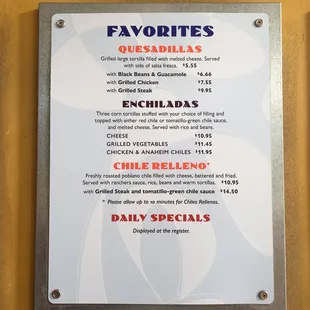 FAVORITES
QUESADILLAS
Grilled large tortilla filled with melted cheese. Served
with side of salsa fresca. $5.55
with Black Beans & Guacamole $6.66
with Grilled Chicken $7.55
with Grilled Steak $9.95
ENCHILADAS
Three corn tortillas stuffed with your choice of filling and
topped with either red chile or tomatillo-green chile sauce,
and melted cheese. Served with rice and beans.
CHEESE $10.95
GRILLED VEGETABLES $11.45
CHICKEN & ANAHEIM CHILES $11.95
CHILE RELLENO*
Freshly roasted poblano chile filled with cheese, battered and fried.
Served with ranchera sauce, rice, beans and warm tortillas. $10.95
with Grilled Steak and tomatillo-green chile sauce $14.50
* Please allow up to 10 minutes for Chiles Rellenos.
DAILY SPECIALS
Displayed at the register.